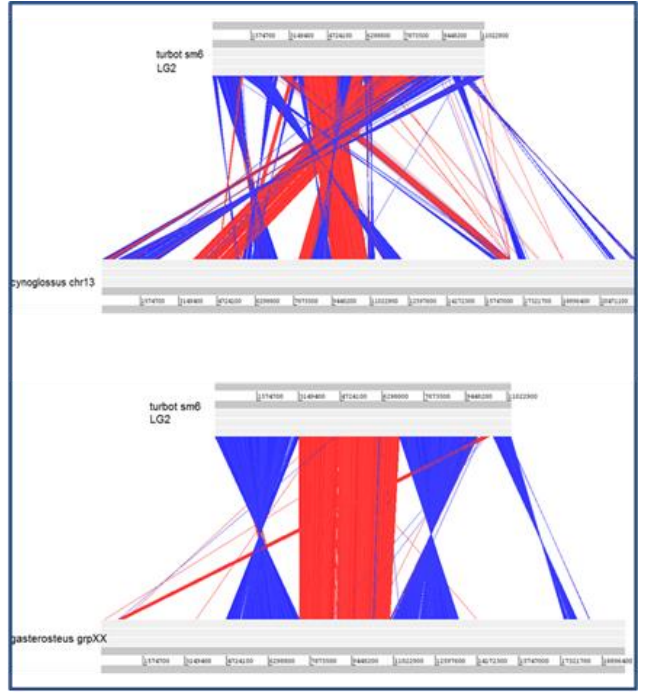 1574700 3149400 4724100 6298800 7873500 9448200 11022900
turbot sm6
LG2
cynoglossus chr13
1574700 3149400 4724100 6298800 7873500 9448200 11022900 12597600 14172300 15747000 17321700 18896400 20471100
1574700 3149400 4724100 6298800 7873500 9448200 11022900
turbot sm6
LG2
gasterosteus grpXX
1574700 3149400 4724100 6298800 7873500 9448200 11022900 12597600 14172300 15747000 17321700 18896400